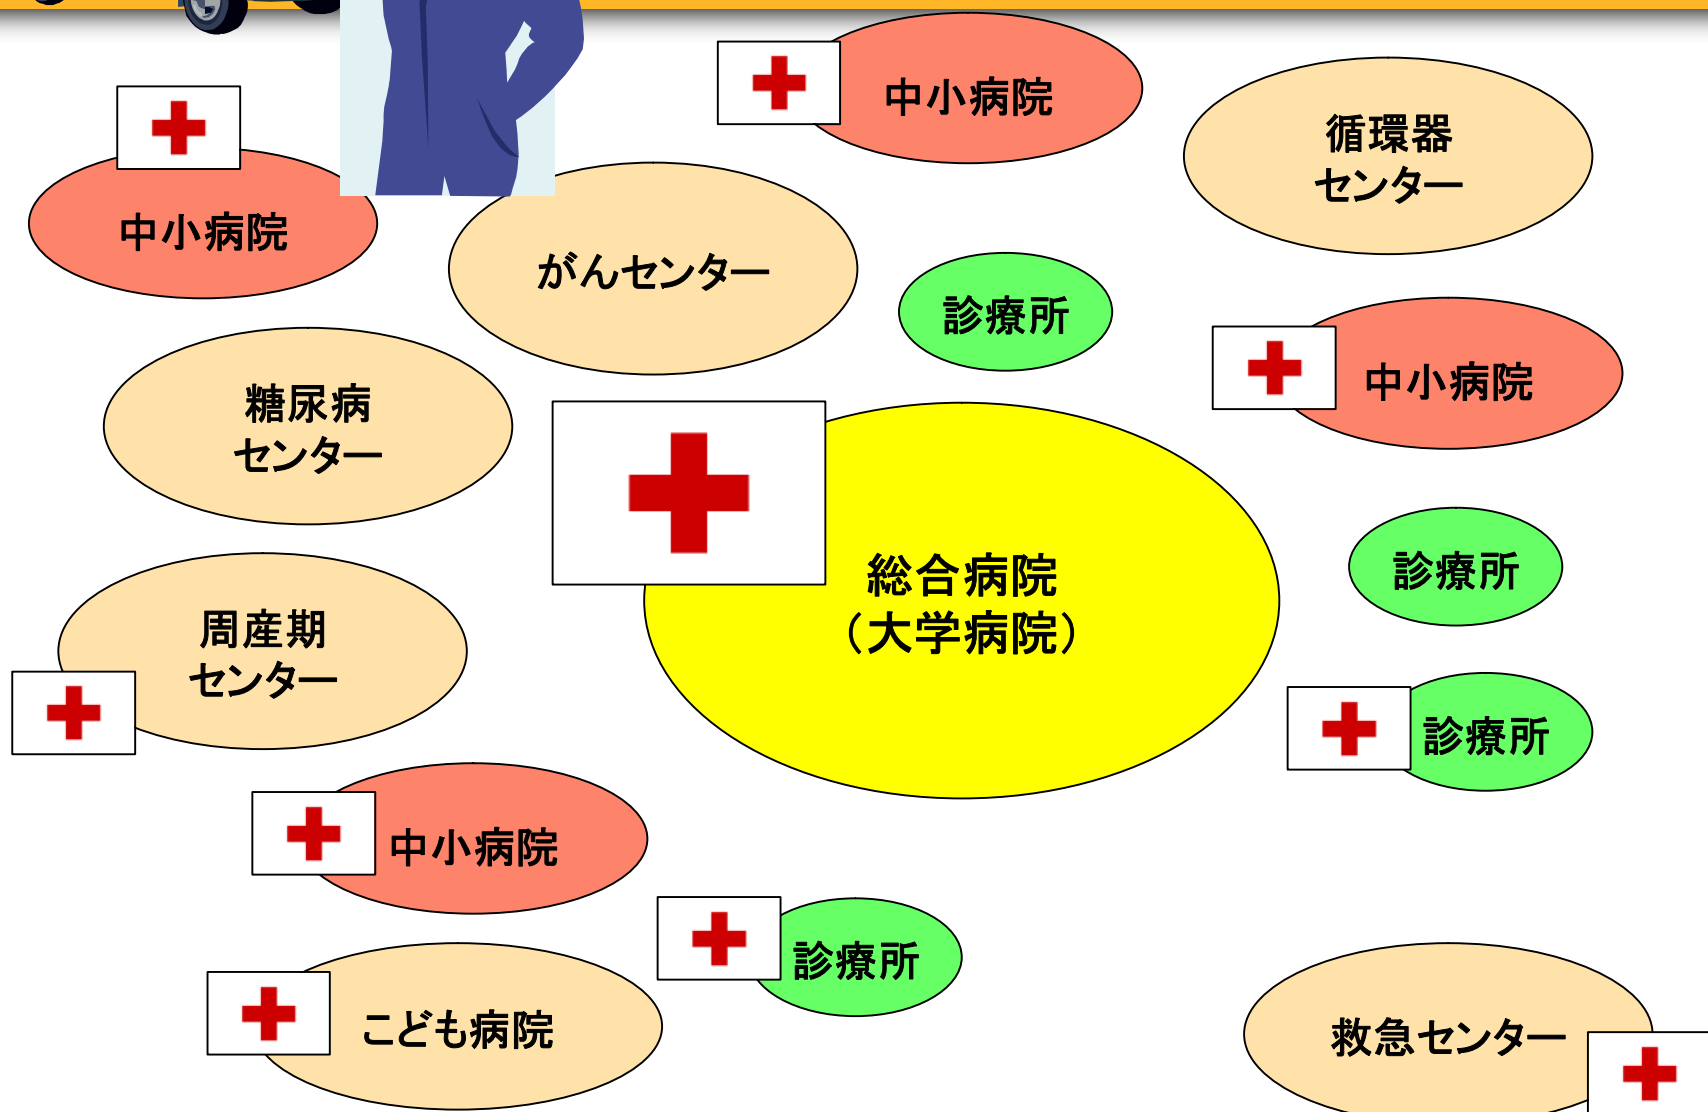 中小病院
循環器
センター
中小病院
がんセンター
診療所
中小病院
糖尿病
センター
総合病院
（大学病院）
診療所
周産期
センター
診療所
中小病院
診療所
こども病院
救急センター